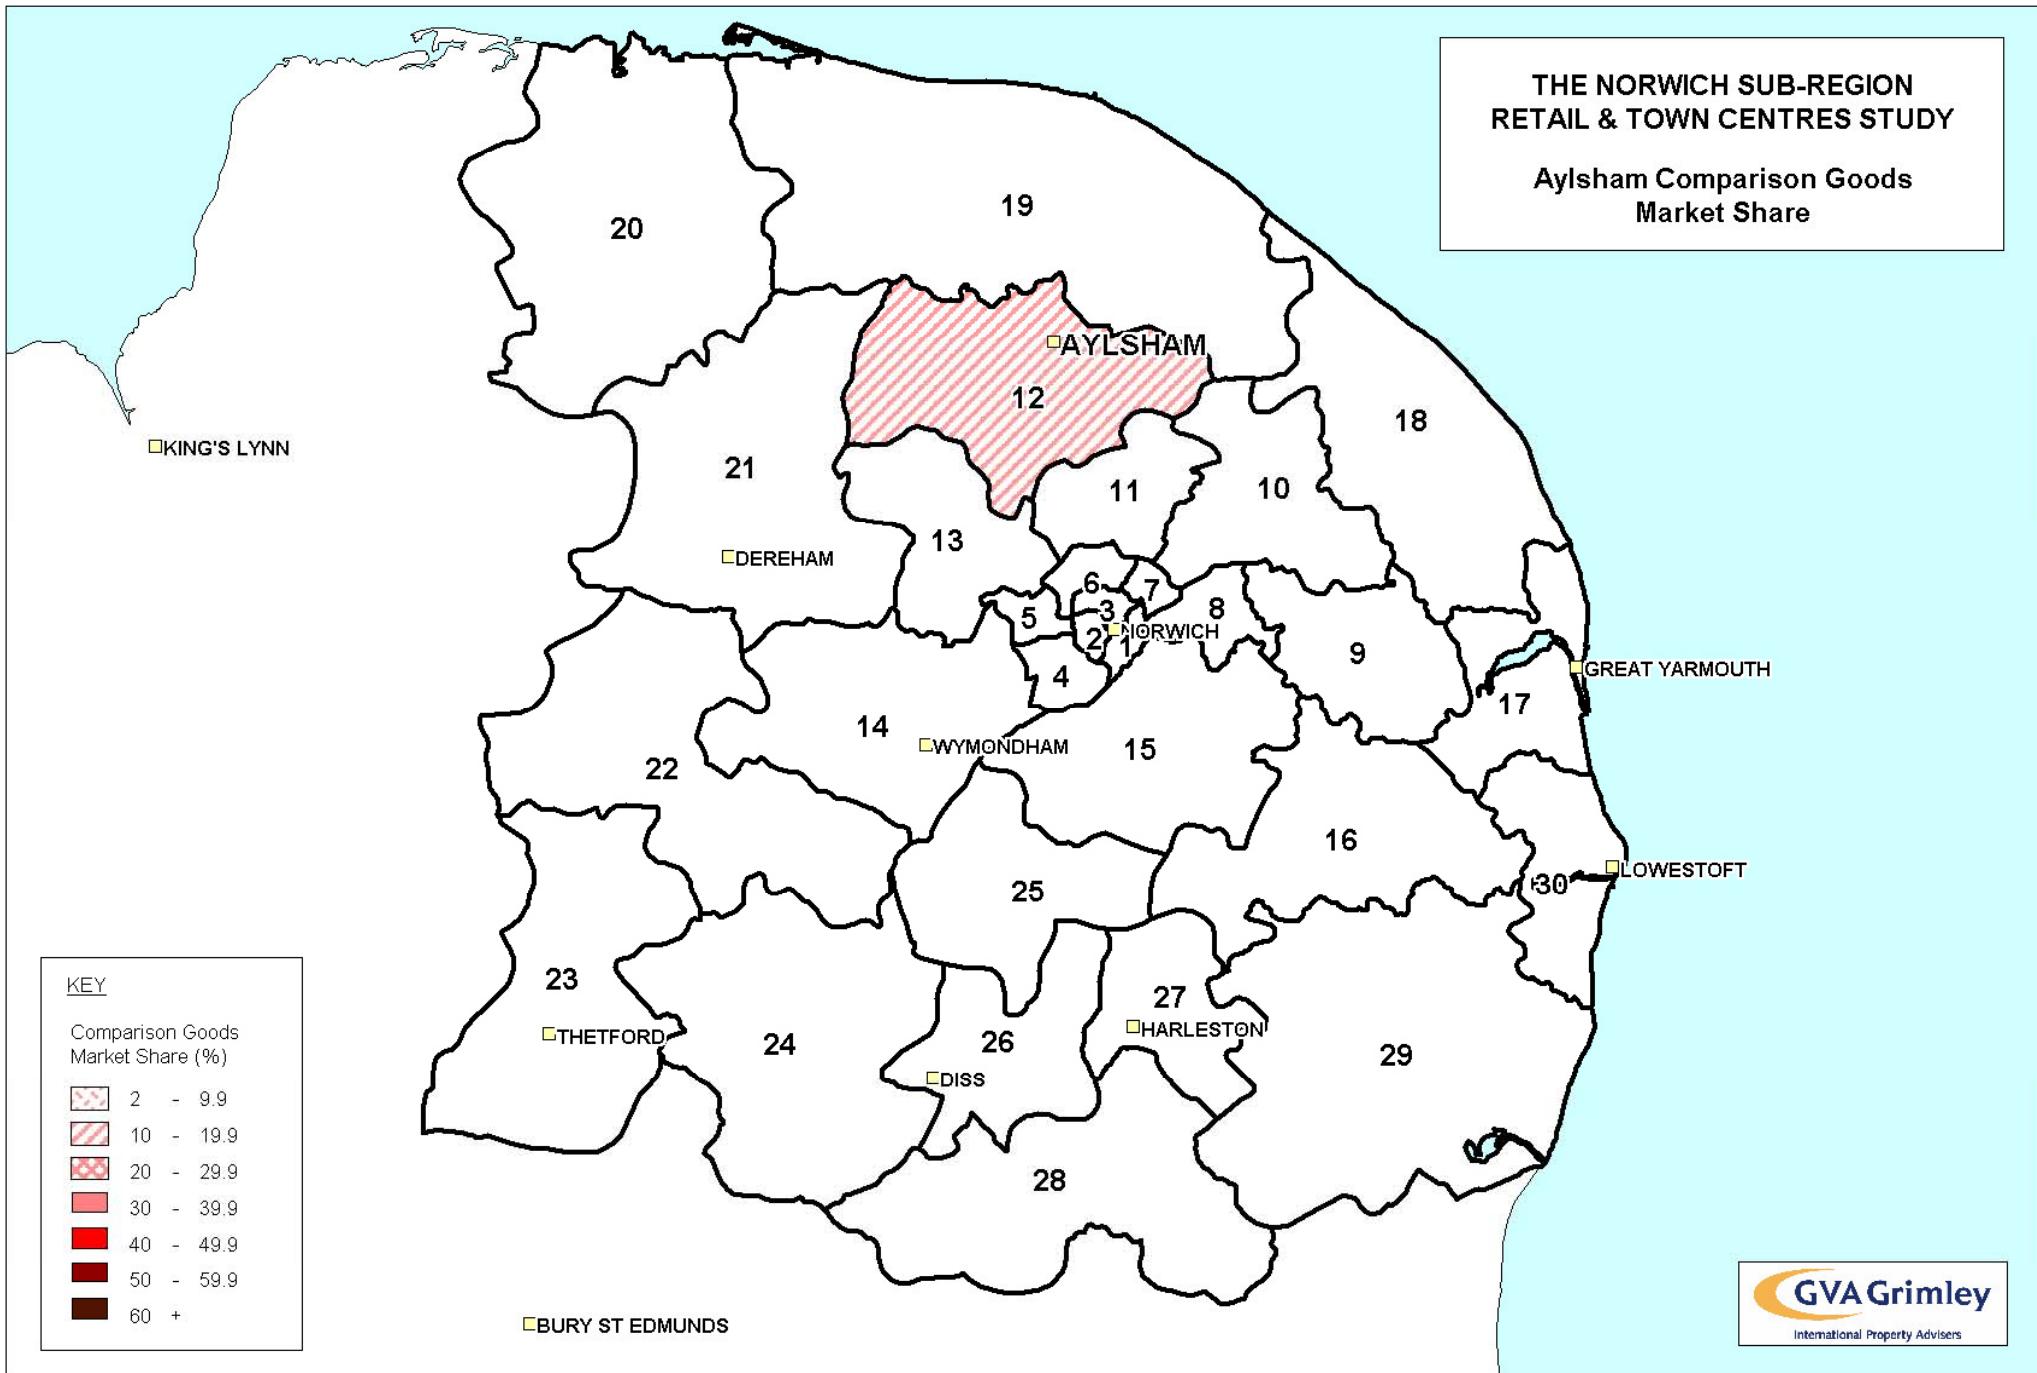 THE NORWICH SUB-REGION
RETAIL & TOWN CENTRES STUDY
Aylsham Comparison Goods
Market Share
19
20
AYLSHAM
12
18
KING'S LYNN
21
11
10
13
DEREHAM
6
7
3
8
5
NORWICH
2
1
9
4
GREAT YARMOUTH
17
14
WYMONDHAM
15
22
16
LOWESTOFT
30
25
23
27
THETFORD
HARLESTON
24
26
29
DISS
28
BURY ST EDMUNDS
KEY
Comparison Goods
Market Share (%)
2 - 9.9
10 - 19.9
20 - 29.9
30 - 39.9
40 - 49.9
50 - 59.9
60 +
GVA Grimley
International Property Advisers